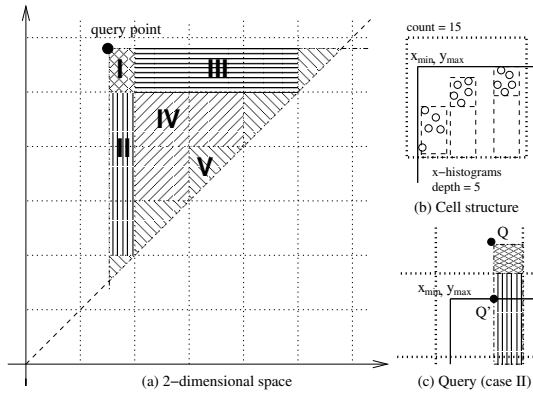 query point
I
III
IV
II
V
(a) 2−dimensional space
count = 15
x_min, y_max
x−histograms
depth = 5
(b) Cell structure
Q
x_min, y_max
Q'
(c) Query (case II)